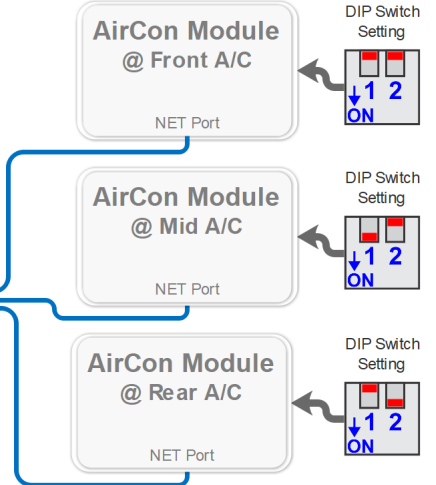 AirCon Module
@ Front A/C
NET Port
DIP Switch
Setting
1 2
ON
AirCon Module
@ Mid A/C
NET Port
DIP Switch
Setting
1 2
ON
AirCon Module
@ Rear A/C
NET Port
DIP Switch
Setting
1 2
ON